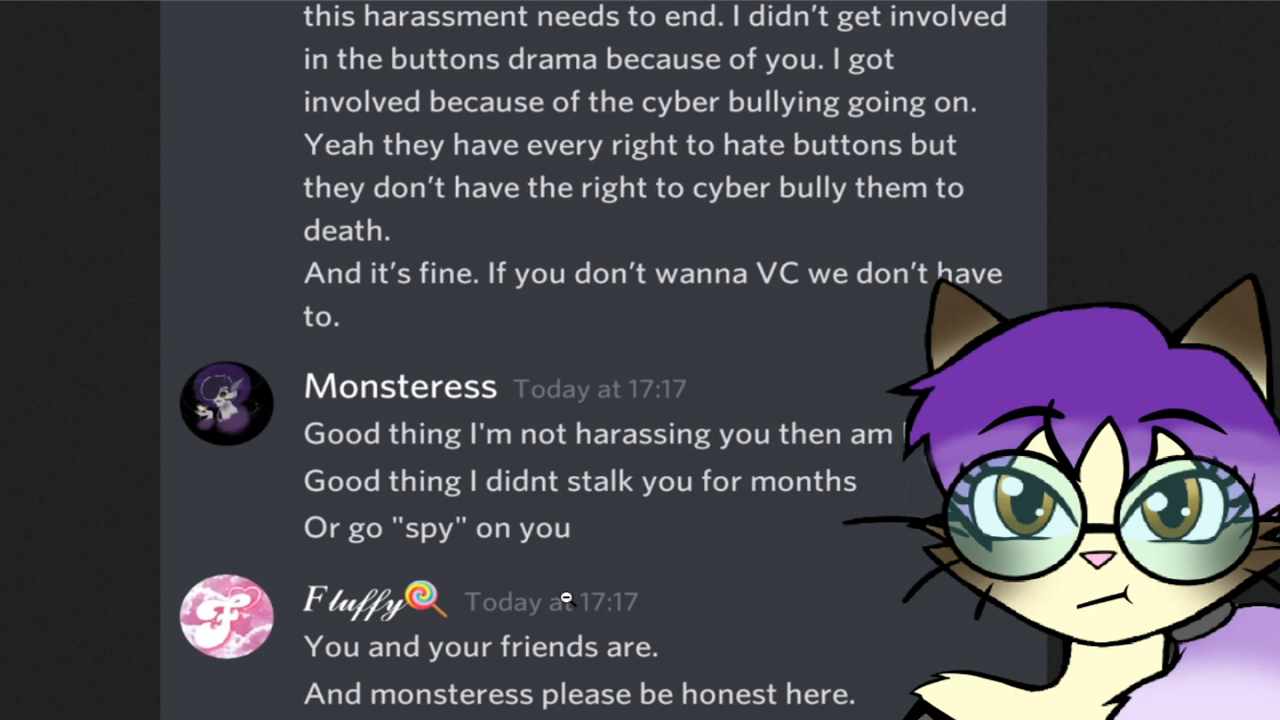 this harassment needs to end. I didn't get involved
in the buttons drama because of you. I got
involved because of the cyber bullying going on.
Yeah they have every right to hate buttons but
they don't have the right to cyber bully them to
death.
And it's fine. If you don't wanna VC we don't have
to.
Monsteress Today at 17:17
Good thing I'm not harassing you then am
Good thing I didnt stalk you for months
Or go "spy" on you
Fluffy🍭 Today at 17:17
You and your friends are.
And monsteress please be honest here.